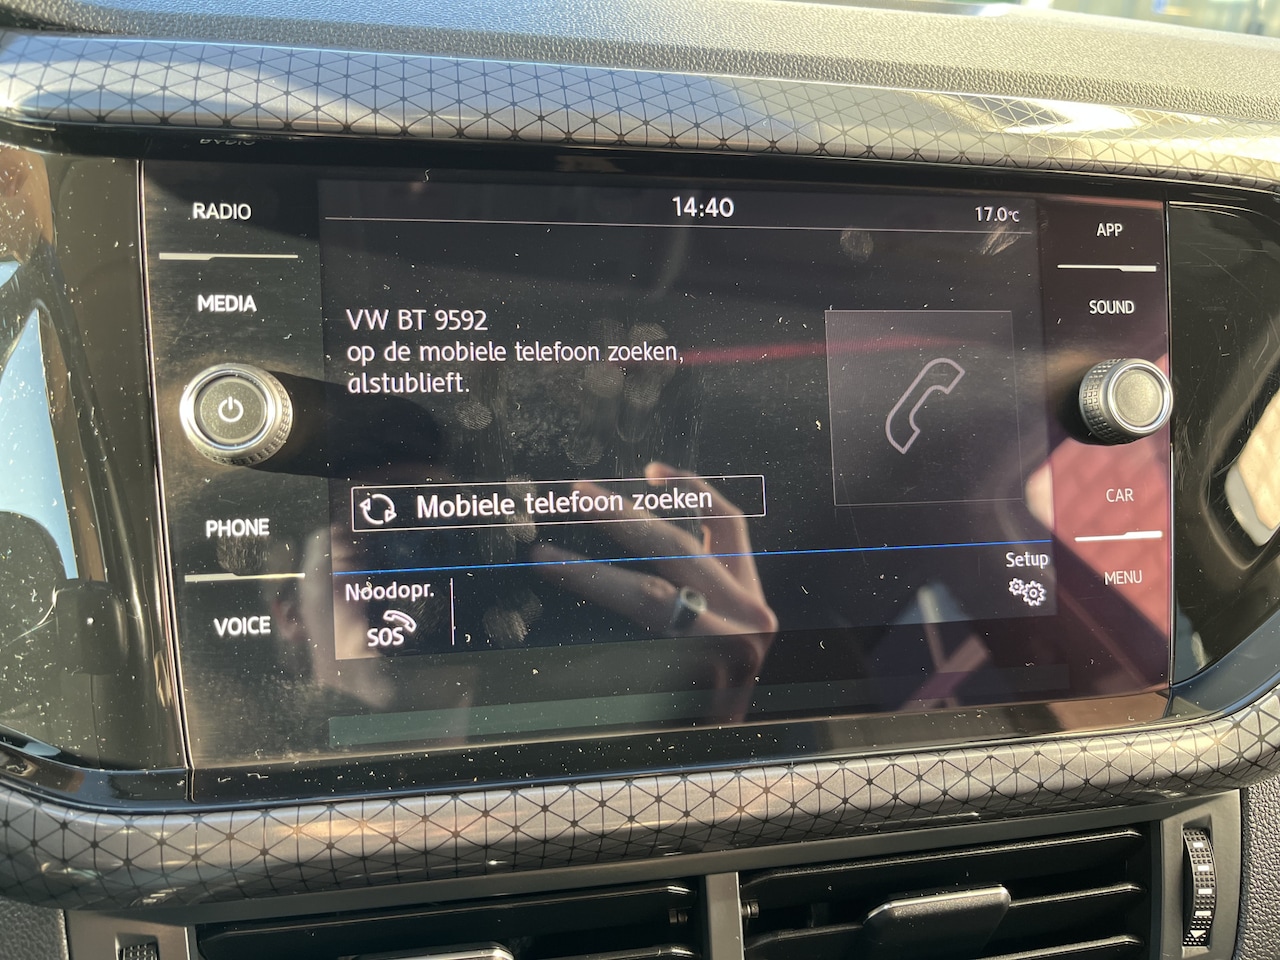 RADIO
MEDIA
PHONE
VOICE
14:40
17.0°C
VW BT 9592
op de mobiele telefoon zoeken,
alstublieft.
Mobiele telefoon zoeken
Noodopr.
SOS
Setup
APP
SOUND
CAR
MENU